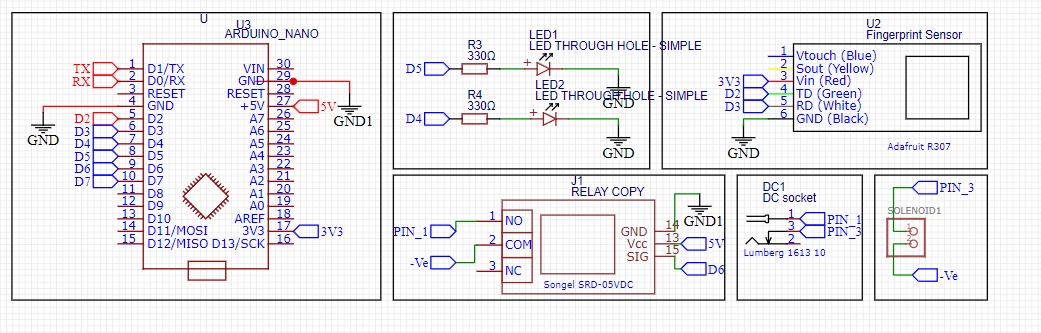 U
U3
ARDUINO_NANO
TX 1 D1/TX VIN 30
RX 2 D0/RX GND 29
3 RESET RESET 28
4 GND +5V 27 5V
GND GND1
D2 5 D2 A7 26
D3 6 D3 A6 25
D4 7 D4 A5 24
D5 8 D5 A4 23
D6 9 D6 A3 22
D7 10 D7 A2 21
11 D8 A1 20
12 D9 A0 19
13 D10 AREF 18
14 D11/MOSI 3V3 17 3V3
15 D12/MISO D13/SCK 16
R3
330Ω
LED1
LED THROUGH HOLE - SIMPLE
D5 +
GND
R4
330Ω
LED2
LED THROUGH HOLE - SIMPLE
D4 +
GND
U2
Fingerprint Sensor
1 Vtouch (Blue)
2 Sout (Yellow)
3V3 3 Vin (Red)
D2 4 TD (Green)
D3 5 RD (White)
6 GND (Black)
GND
Adafruit R307
J1
RELAY COPY
PIN_1 1 NO
-Ve 2 COM
3 NC
GND 14 GND1
Vcc 13 5V
SIG 15 D6
Songel SRD-05VDC
DC1
DC socket
1 PIN_1
3 PIN_3
2
Lumberg 1613 10
PIN_3
SOLENOID1
1
2
-Ve